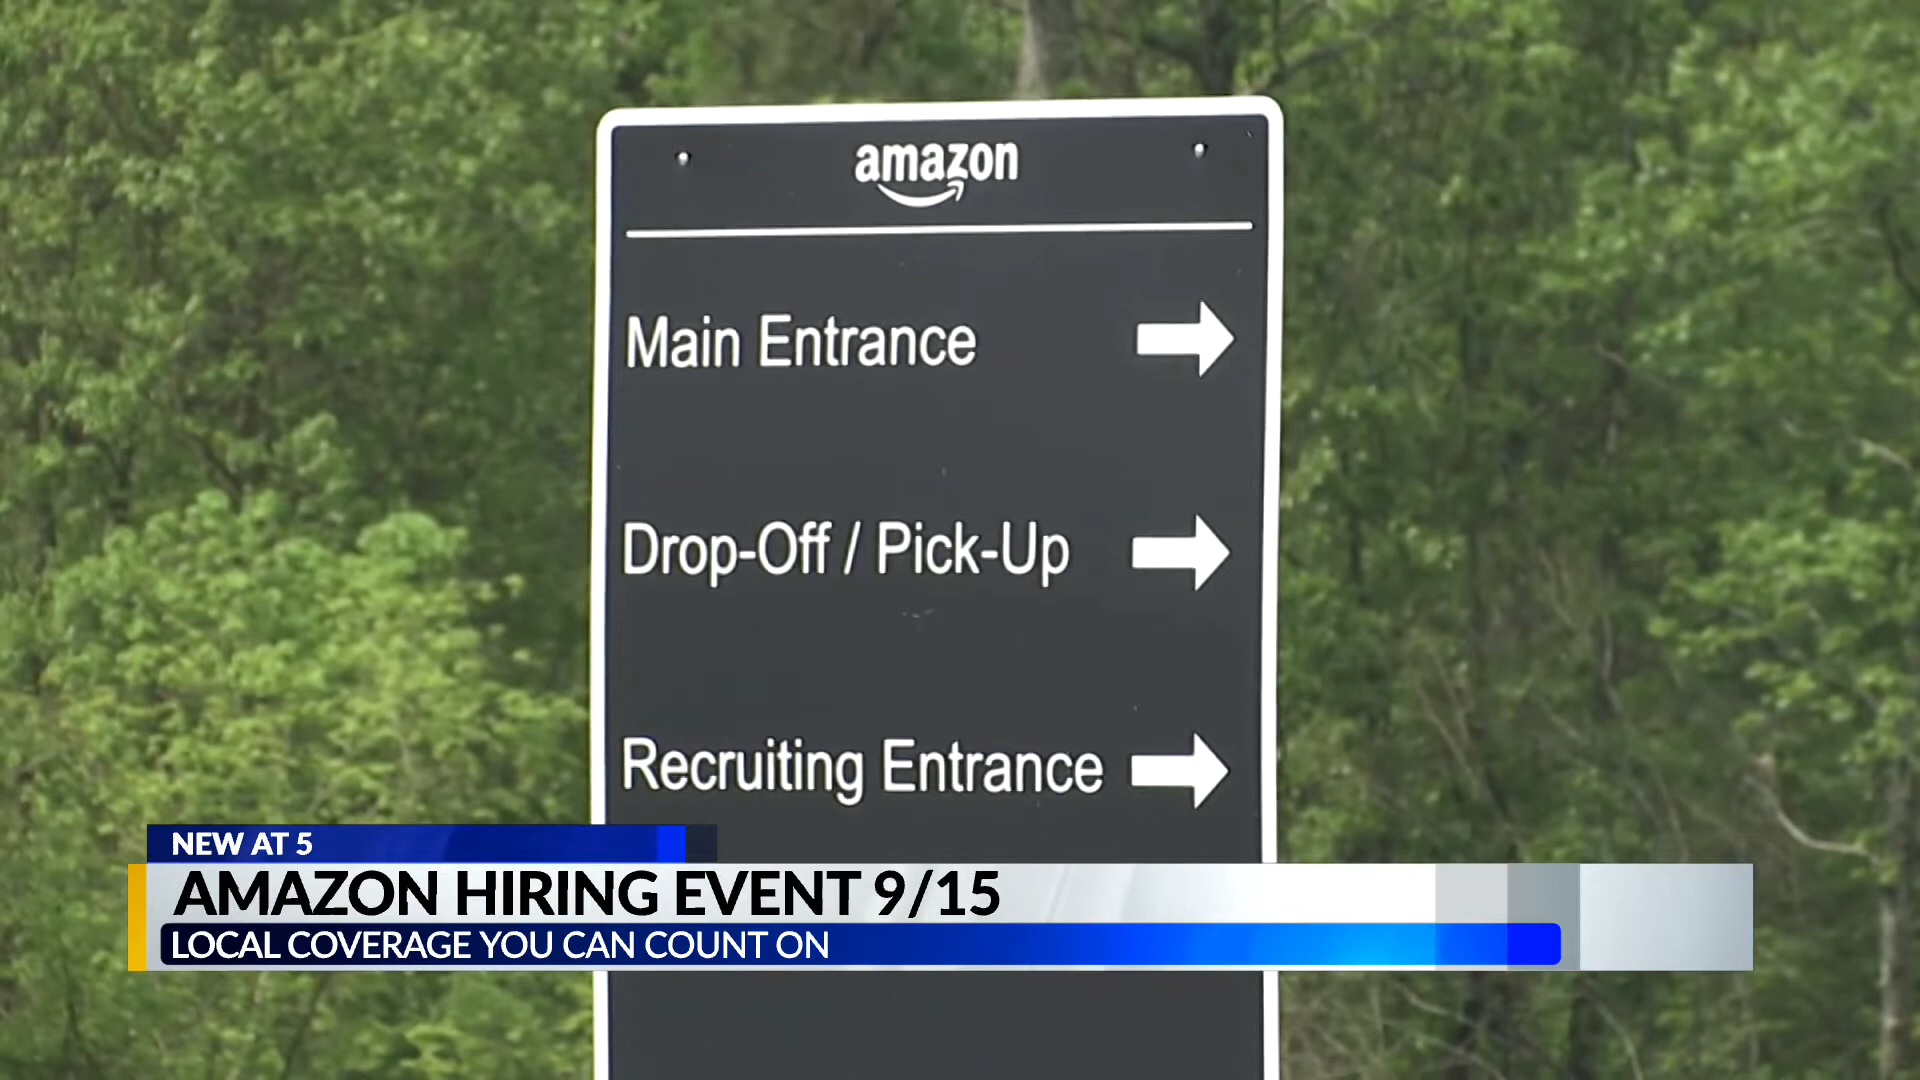 amazon
Main Entrance
Drop-Off / Pick-Up
Recruiting Entrance
NEW AT 5
AMAZON HIRING EVENT 9/15
LOCAL COVERAGE YOU CAN COUNT ON